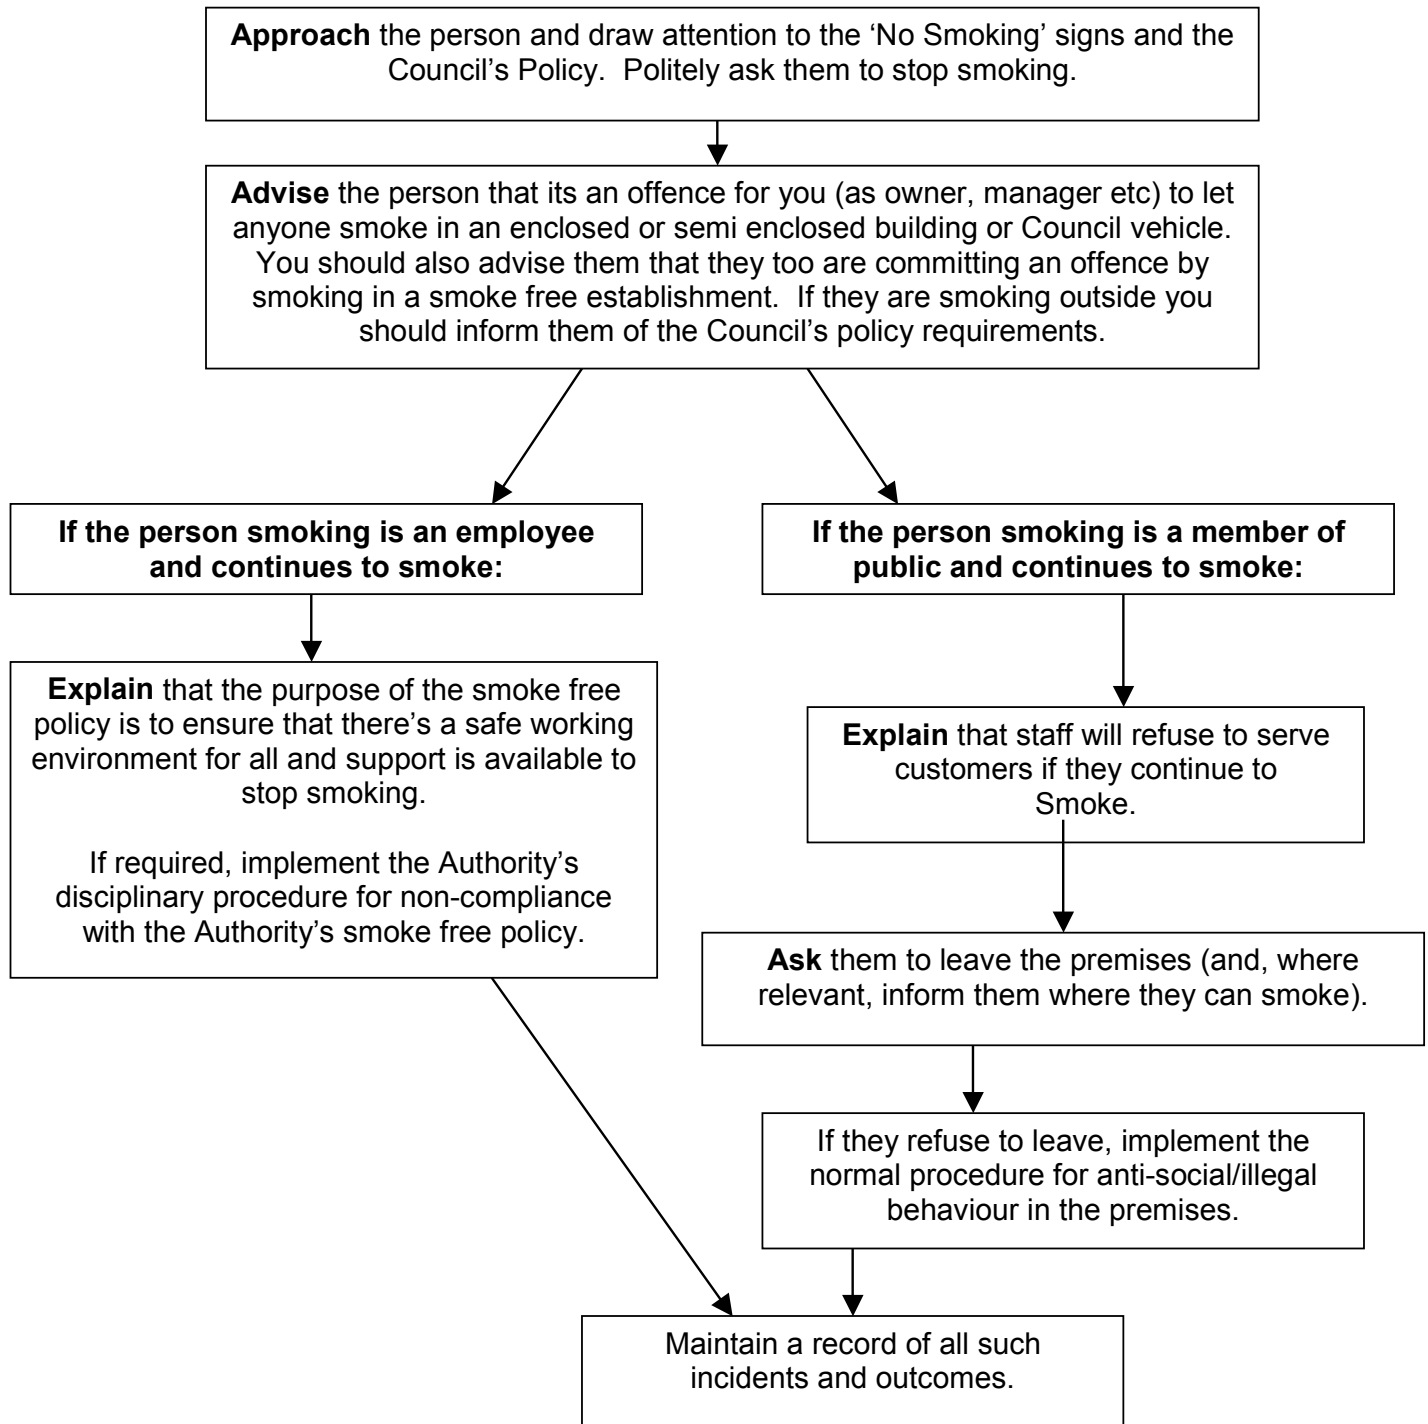 Approach the person and draw attention to the ‘No Smoking’ signs and the
Council’s Policy.  Politely ask them to stop smoking.
Advise the person that its an offence for you (as owner, manager etc) to let
anyone smoke in an enclosed or semi enclosed building or Council vehicle.
You should also advise them that they too are committing an offence by
smoking in a smoke free establishment.  If they are smoking outside you
should inform them of the Council’s policy requirements.
If the person smoking is an employee
and continues to smoke:
Explain that the purpose of the smoke free
policy is to ensure that there’s a safe working
environment for all and support is available to
stop smoking.
If required, implement the Authority’s
disciplinary procedure for non-compliance
with the Authority’s smoke free policy.
If the person smoking is a member of
public and continues to smoke:
Explain that staff will refuse to serve
customers if they continue to
Smoke.
Ask them to leave the premises (and, where
relevant, inform them where they can smoke).
If they refuse to leave, implement the
normal procedure for anti-social/illegal
behaviour in the premises.
Maintain a record of all such
incidents and outcomes.